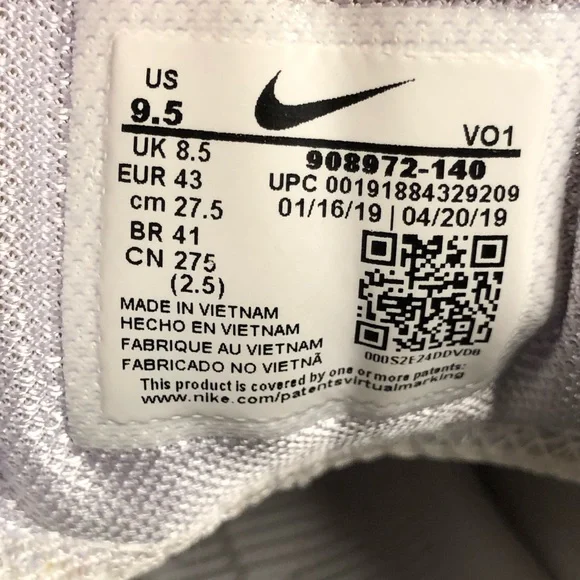 US
9.5
VO1
UK 8.5
908972-140
EUR 43
UPC 00191884329209
cm 27.5
01/16/19 | 04/20/19
BR 41
CN 275
(2.5)
MADE IN VIETNAM
HECHO EN VIETNAM
FABRIQUE AU VIETNAM
FABRICADO NO VIETNÃ
000S2E24DDVD8
This product is covered by one or more patents:
www.nike.com/patentsvirtualmarking